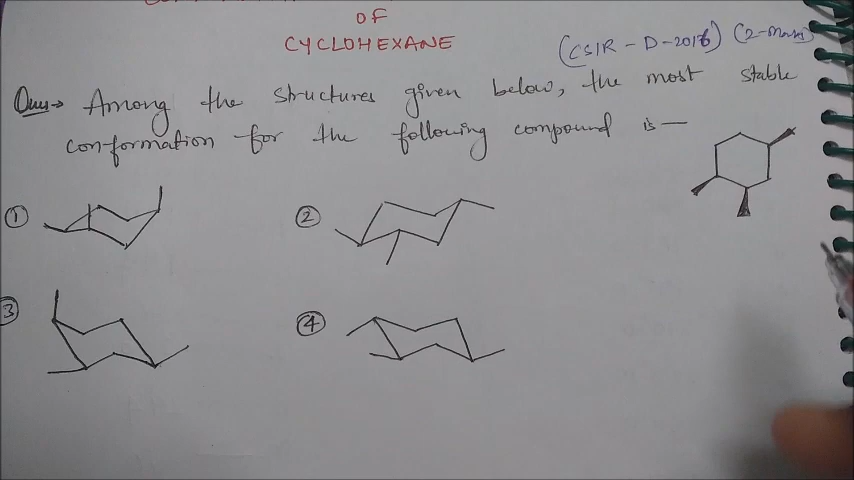 OF
CYCLOHEXANE
(CSIR - D - 2016) (2-Marks)
Ques→ Among the structures given below, the most stable
conformation for the following compound is —
① ②
3 ④